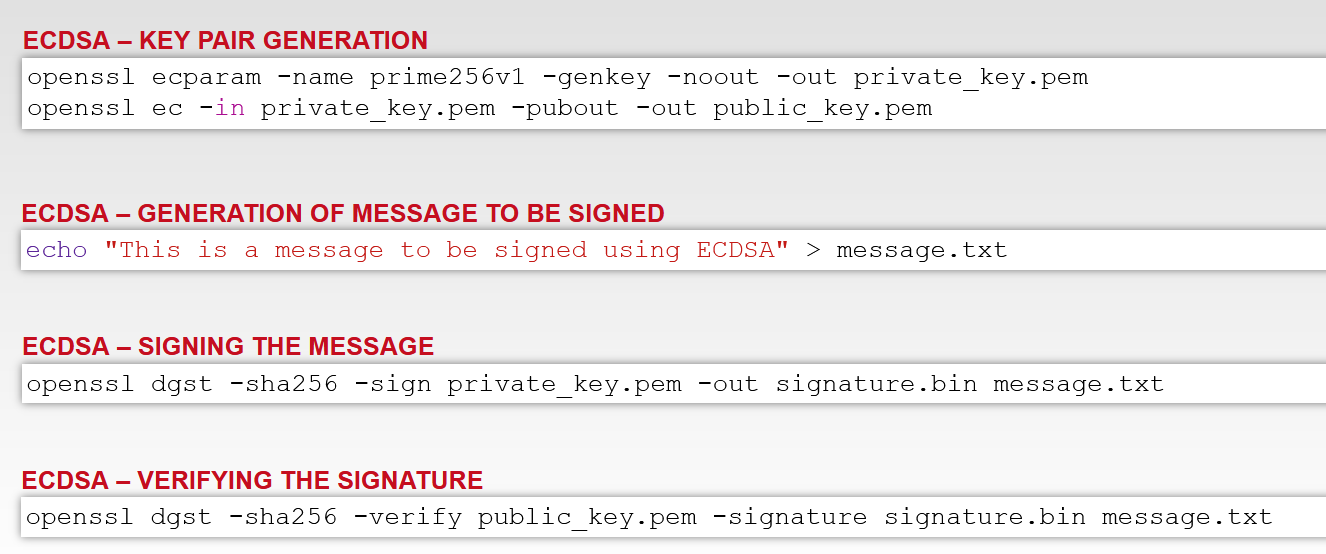 ECDSA – KEY PAIR GENERATION
openssl ecparam -name prime256v1 -genkey -noout -out private_key.pem
openssl ec -in private_key.pem -pubout -out public_key.pem
ECDSA – GENERATION OF MESSAGE TO BE SIGNED
echo "This is a message to be signed using ECDSA" > message.txt
ECDSA – SIGNING THE MESSAGE
openssl dgst -sha256 -sign private_key.pem -out signature.bin message.txt
ECDSA – VERIFYING THE SIGNATURE
openssl dgst -sha256 -verify public_key.pem -signature signature.bin message.txt